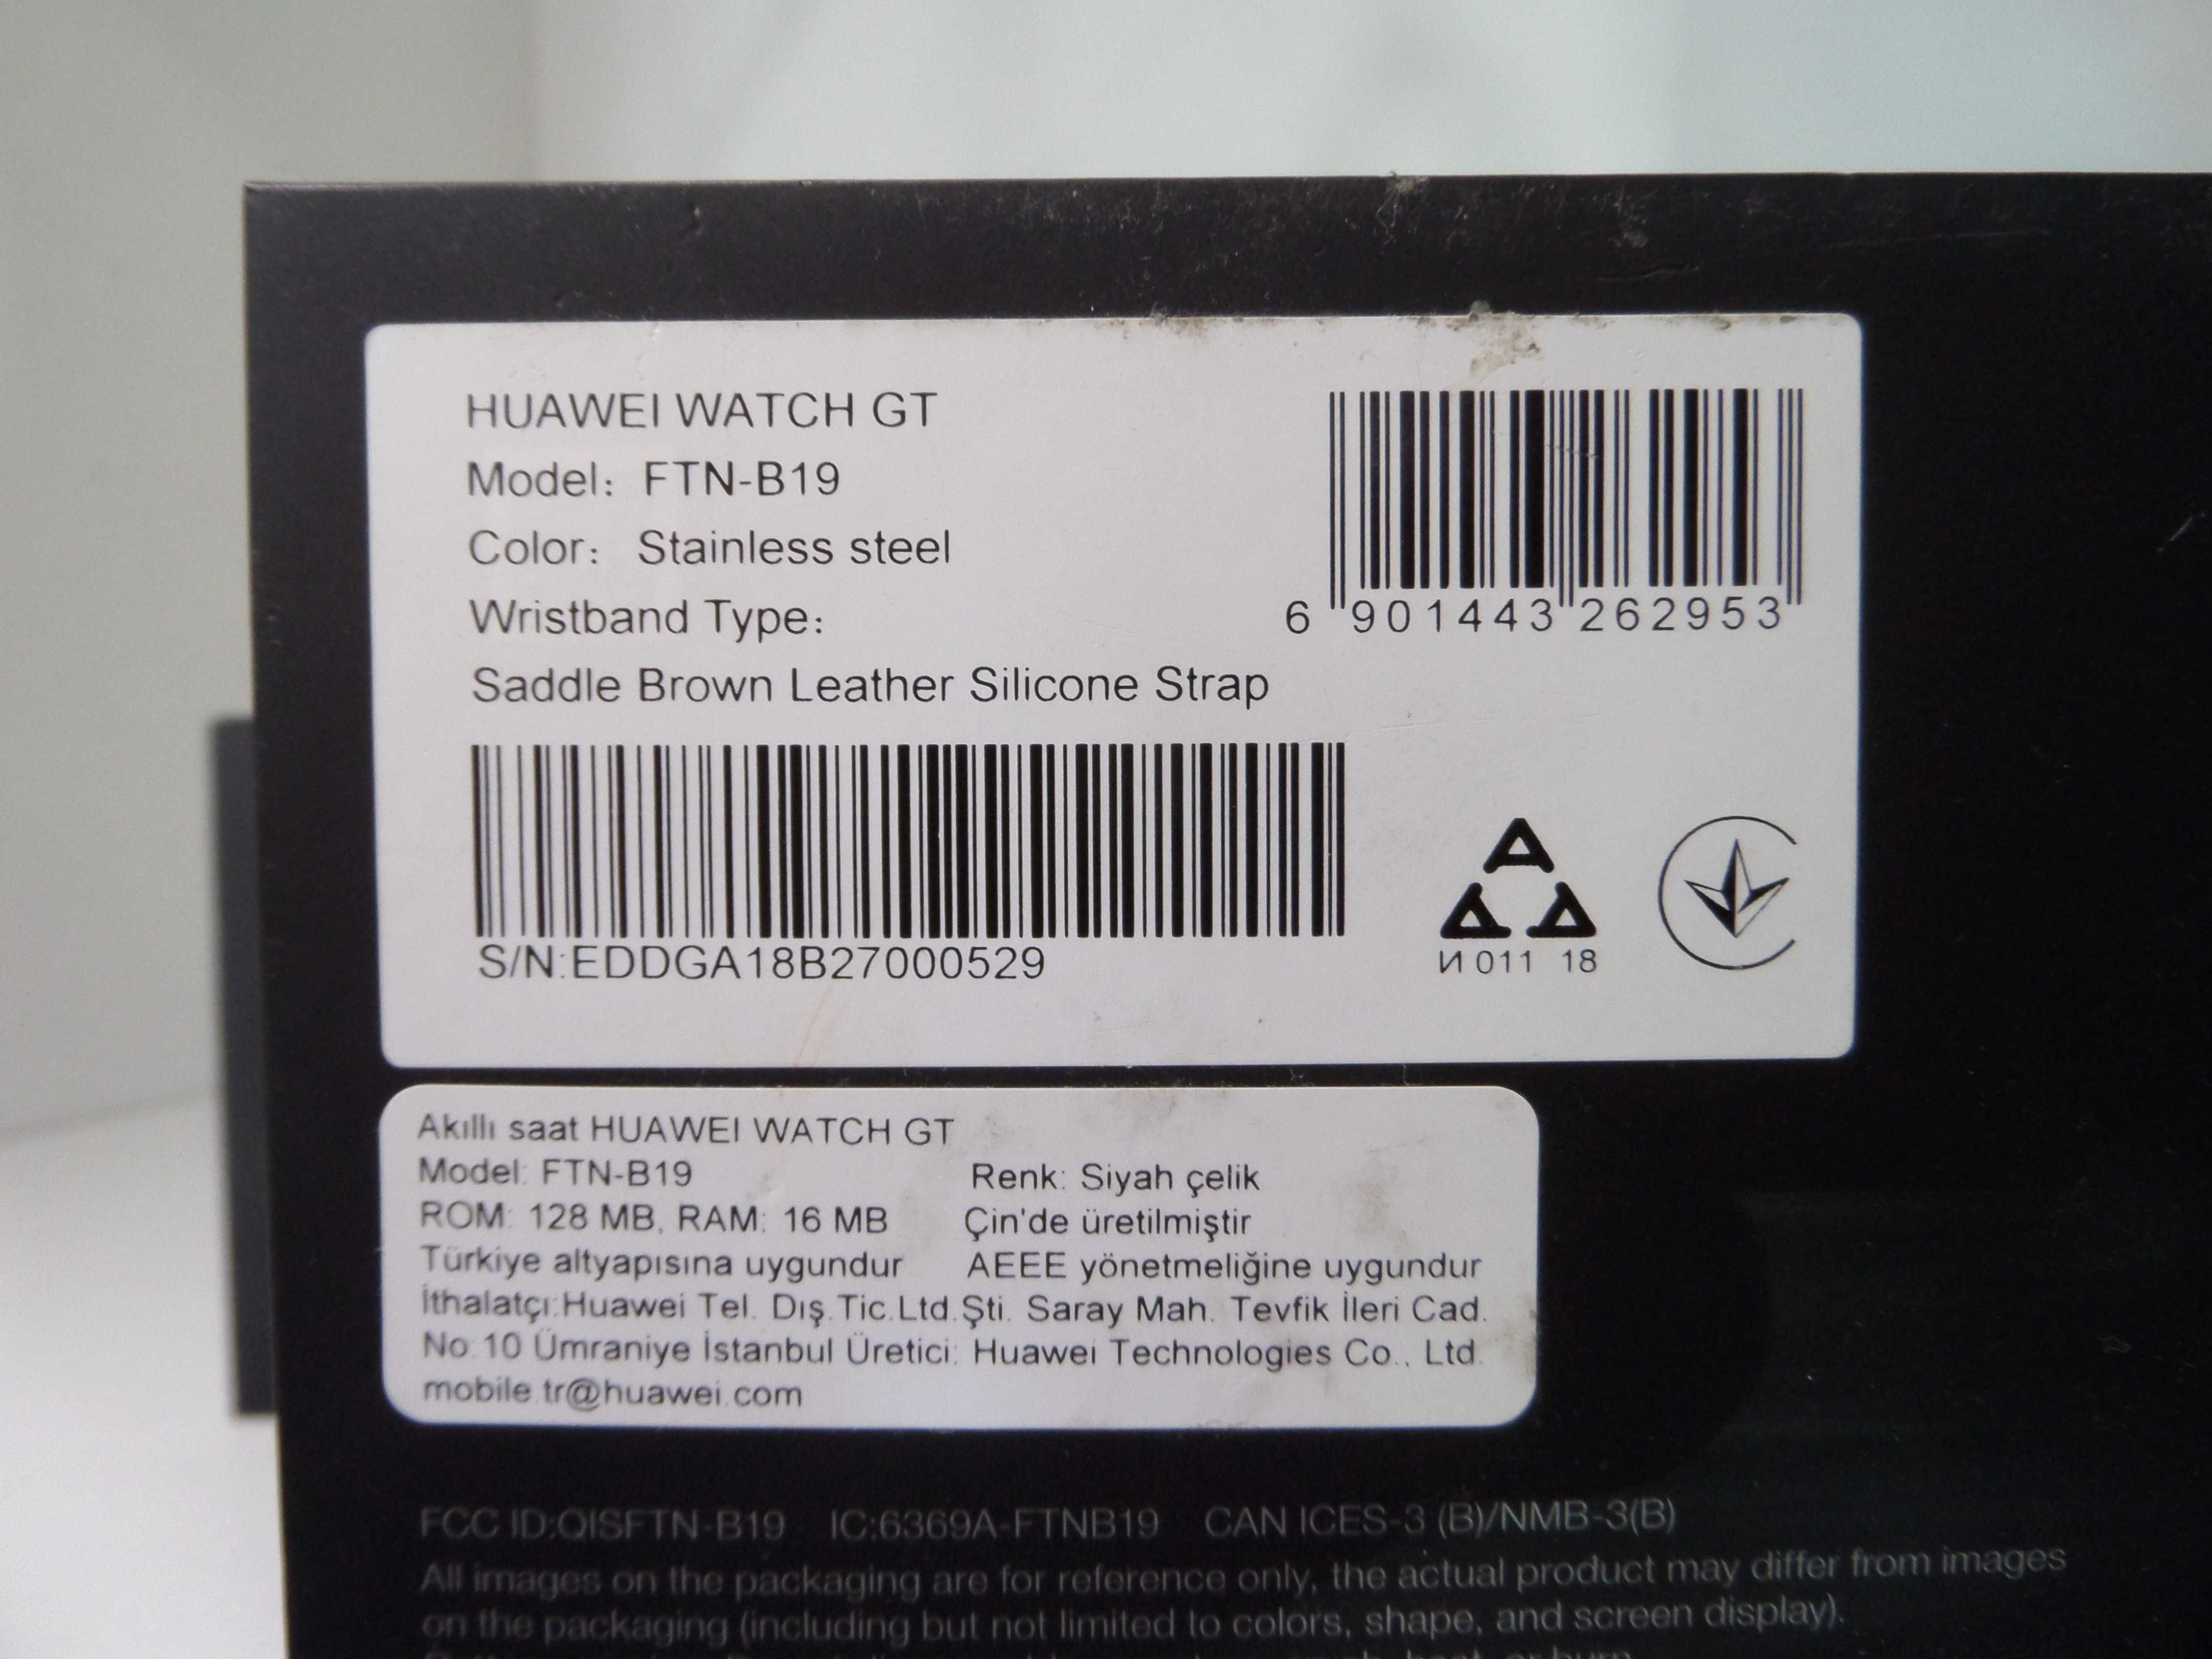 HUAWEI WATCH GT
Model: FTN-B19
Color: Stainless steel
Wristband Type:
Saddle Brown Leather Silicone Strap
6 901443 262953
S/N:EDDGA18B27000529
И 011 18
Akıllı saat HUAWEI WATCH GT
Model: FTN-B19 Renk: Siyah çelik
ROM: 128 MB, RAM: 16 MB Çin'de üretilmiştir
Türkiye altyapısına uygundur AEEE yönetmeliğine uygundur
İthalatçı:Huawei Tel. Dış.Tic.Ltd.Şti. Saray Mah. Tevfik İleri Cad.
No:10 Ümraniye İstanbul Üretici: Huawei Technologies Co., Ltd.
mobile.tr@huawei.com
FCC ID:QISFTN-B19 IC:6369A-FTNB19 CAN ICES-3 (B)/NMB-3(B)
All images on the packaging are for reference only, the actual product may differ from images
on the packaging (including but not limited to colors, shape, and screen display).